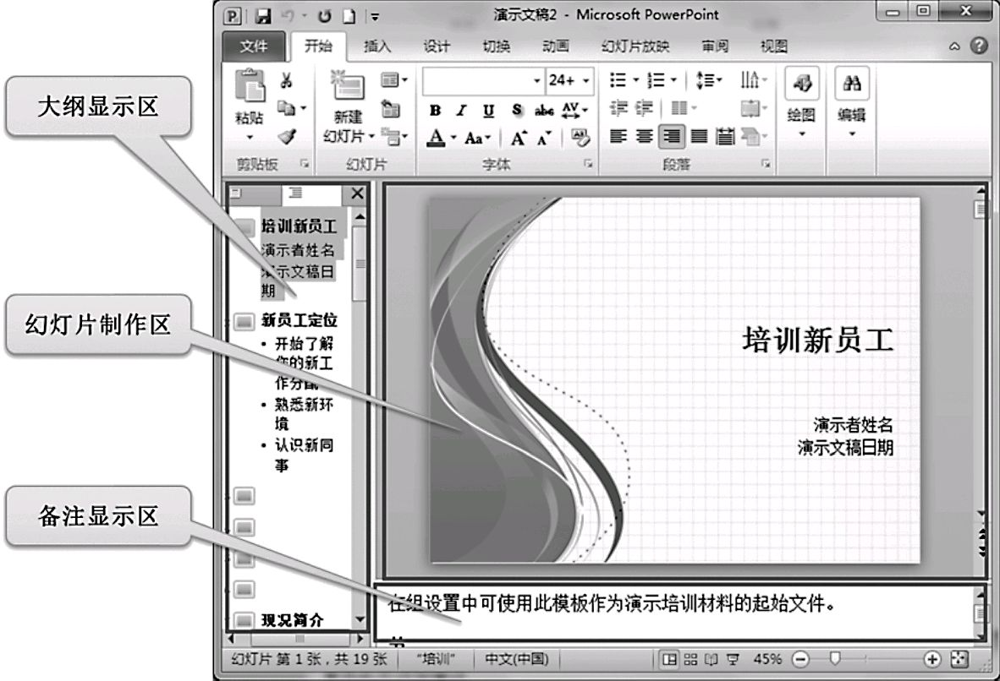 演示文稿2 - Microsoft PowerPoint
文件 开始 插入 设计 切换 动画 幻灯片放映 审阅 视图
24+
粘贴
新建
幻灯片
B I U S abc AV
A Aa A A
绘图 编辑
剪贴板 幻灯片 字体 段落
大纲显示区
幻灯片制作区
备注显示区
培训新员工
演示者姓名
演示文稿日
期
新员工定位
• 开始了解
你的新工
作分配
• 熟悉新环
境
• 认识新同
事
现况简介
培训新员工
演示者姓名
演示文稿日期
在组设置中可使用此模板作为演示培训材料的起始文件。
幻灯片 第 1 张，共 19 张 "培训" 中文(中国) 45%